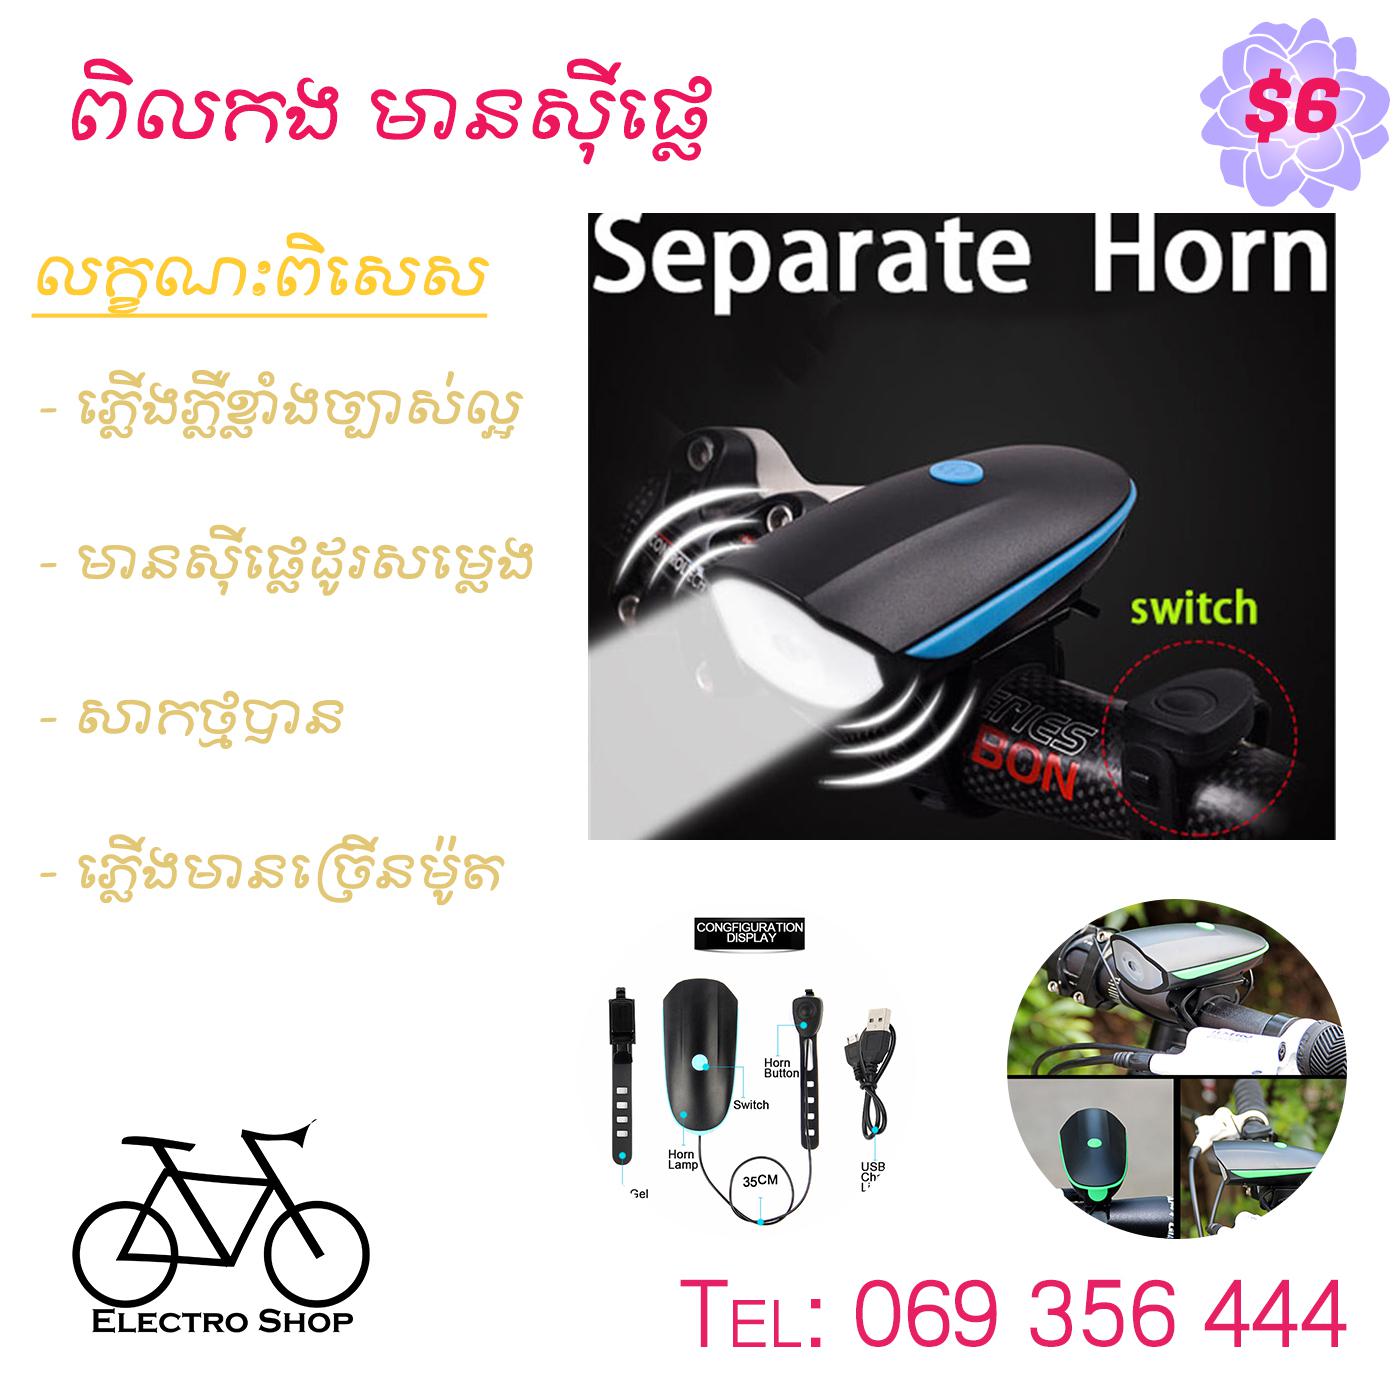 ពិលកង់ មានស៊ីផ្លេ
$6
លក្ខណះពិសេស
- ភ្លើងភ្លឺខ្លាំងច្បាស់ល្អ
- មានស៊ីផ្លេដូរសម្លេង
- សាកថ្មបាន
- ភ្លើងមានច្រើនម៉ូត
Separate Horn
switch
BON
CONGFIGURATION
DISPLAY
Horn
Button
Switch
Horn
Lamp
Gel
35CM
USB
ELECTRO SHOP
TEL: 069 356 444